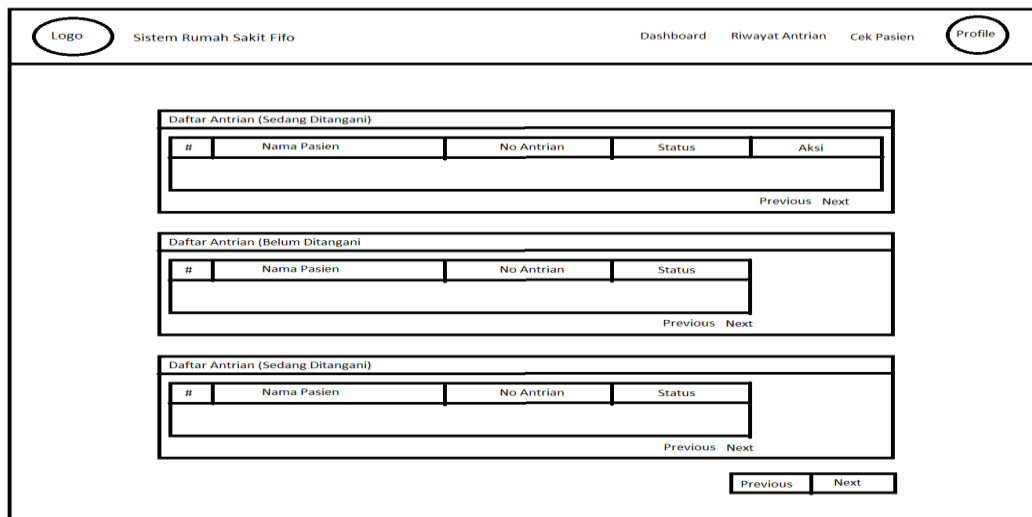 Logo Sistem Rumah Sakit Fifo Dashboard Riwayat Antrian Cek Pasien Profile
Daftar Antrian (Sedang Ditangani)
# Nama Pasien No Antrian Status Aksi
Previous Next
Daftar Antrian (Belum Ditangani
# Nama Pasien No Antrian Status
Previous Next
Daftar Antrian (Sedang Ditangani)
# Nama Pasien No Antrian Status
Previous Next
Previous Next